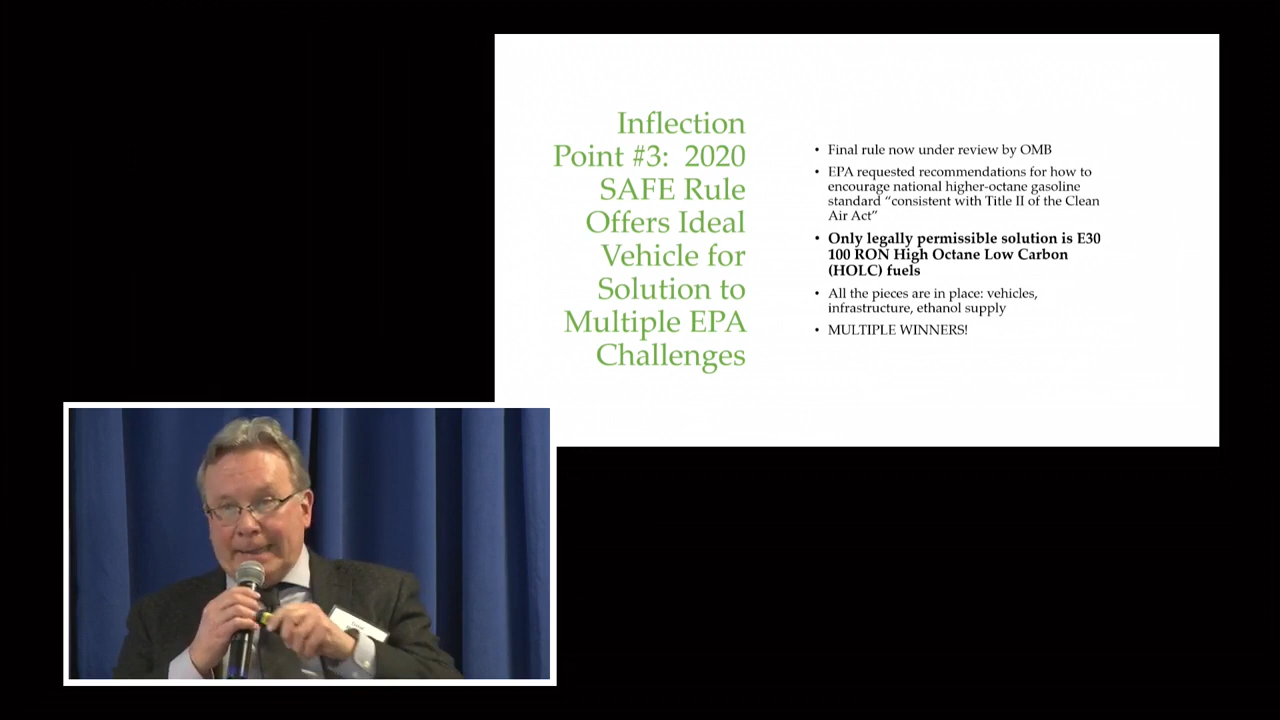 Inflection
Point #3:  2020
SAFE Rule
Offers Ideal
Vehicle for
Solution to
Multiple EPA
Challenges
• Final rule now under review by OMB
• EPA requested recommendations for how to
encourage national higher-octane gasoline
standard “consistent with Title II of the Clean
Air Act”
• Only legally permissible solution is E30
100 RON High Octane Low Carbon
(HOLC) fuels
• All the pieces are in place: vehicles,
infrastructure, ethanol supply
• MULTIPLE WINNERS!